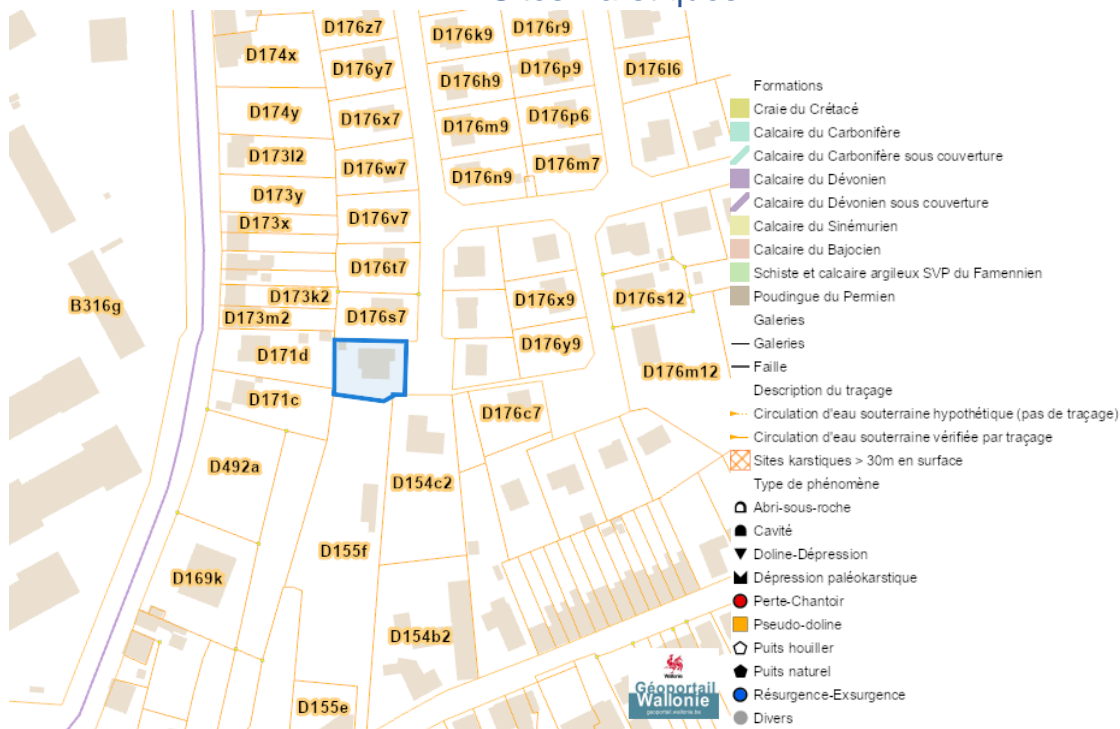 D176z7
D176k9
D176r9
D174x
D176y7
D176h9
D176p9
D176l6
D174y
D176x7
D176m9
D176p6
D173l2
D176w7
D176n9
D176m7
D173y
D173x
D176v7
D176t7
B316g
D173k2
D176s7
D176x9
D176s12
D173m2
D171d
D176y9
D176m12
D171c
D176c7
D492a
D154c2
D155f
D169k
D154b2
D155e
Formations
Craie du Crétacé
Calcaire du Carbonifère
Calcaire du Carbonifère sous couverture
Calcaire du Dévonien
Calcaire du Dévonien sous couverture
Calcaire du Sinémurien
Calcaire du Bajocien
Schiste et calcaire argileux SVP du Famennien
Poudingue du Permien
Galeries
Galeries
Faille
Description du traçage
Circulation d'eau souterraine hypothétique (pas de traçage)
Circulation d'eau souterraine vérifiée par traçage
Sites karstiques > 30m en surface
Type de phénomène
Abri-sous-roche
Cavité
Doline-Dépression
Dépression paléokarstique
Perte-Chantoir
Pseudo-doline
Puits houiller
Puits naturel
Résurgence-Exsurgence
Divers
Wallonie
Géoportail
Wallonie
geoportail.wallonie.be